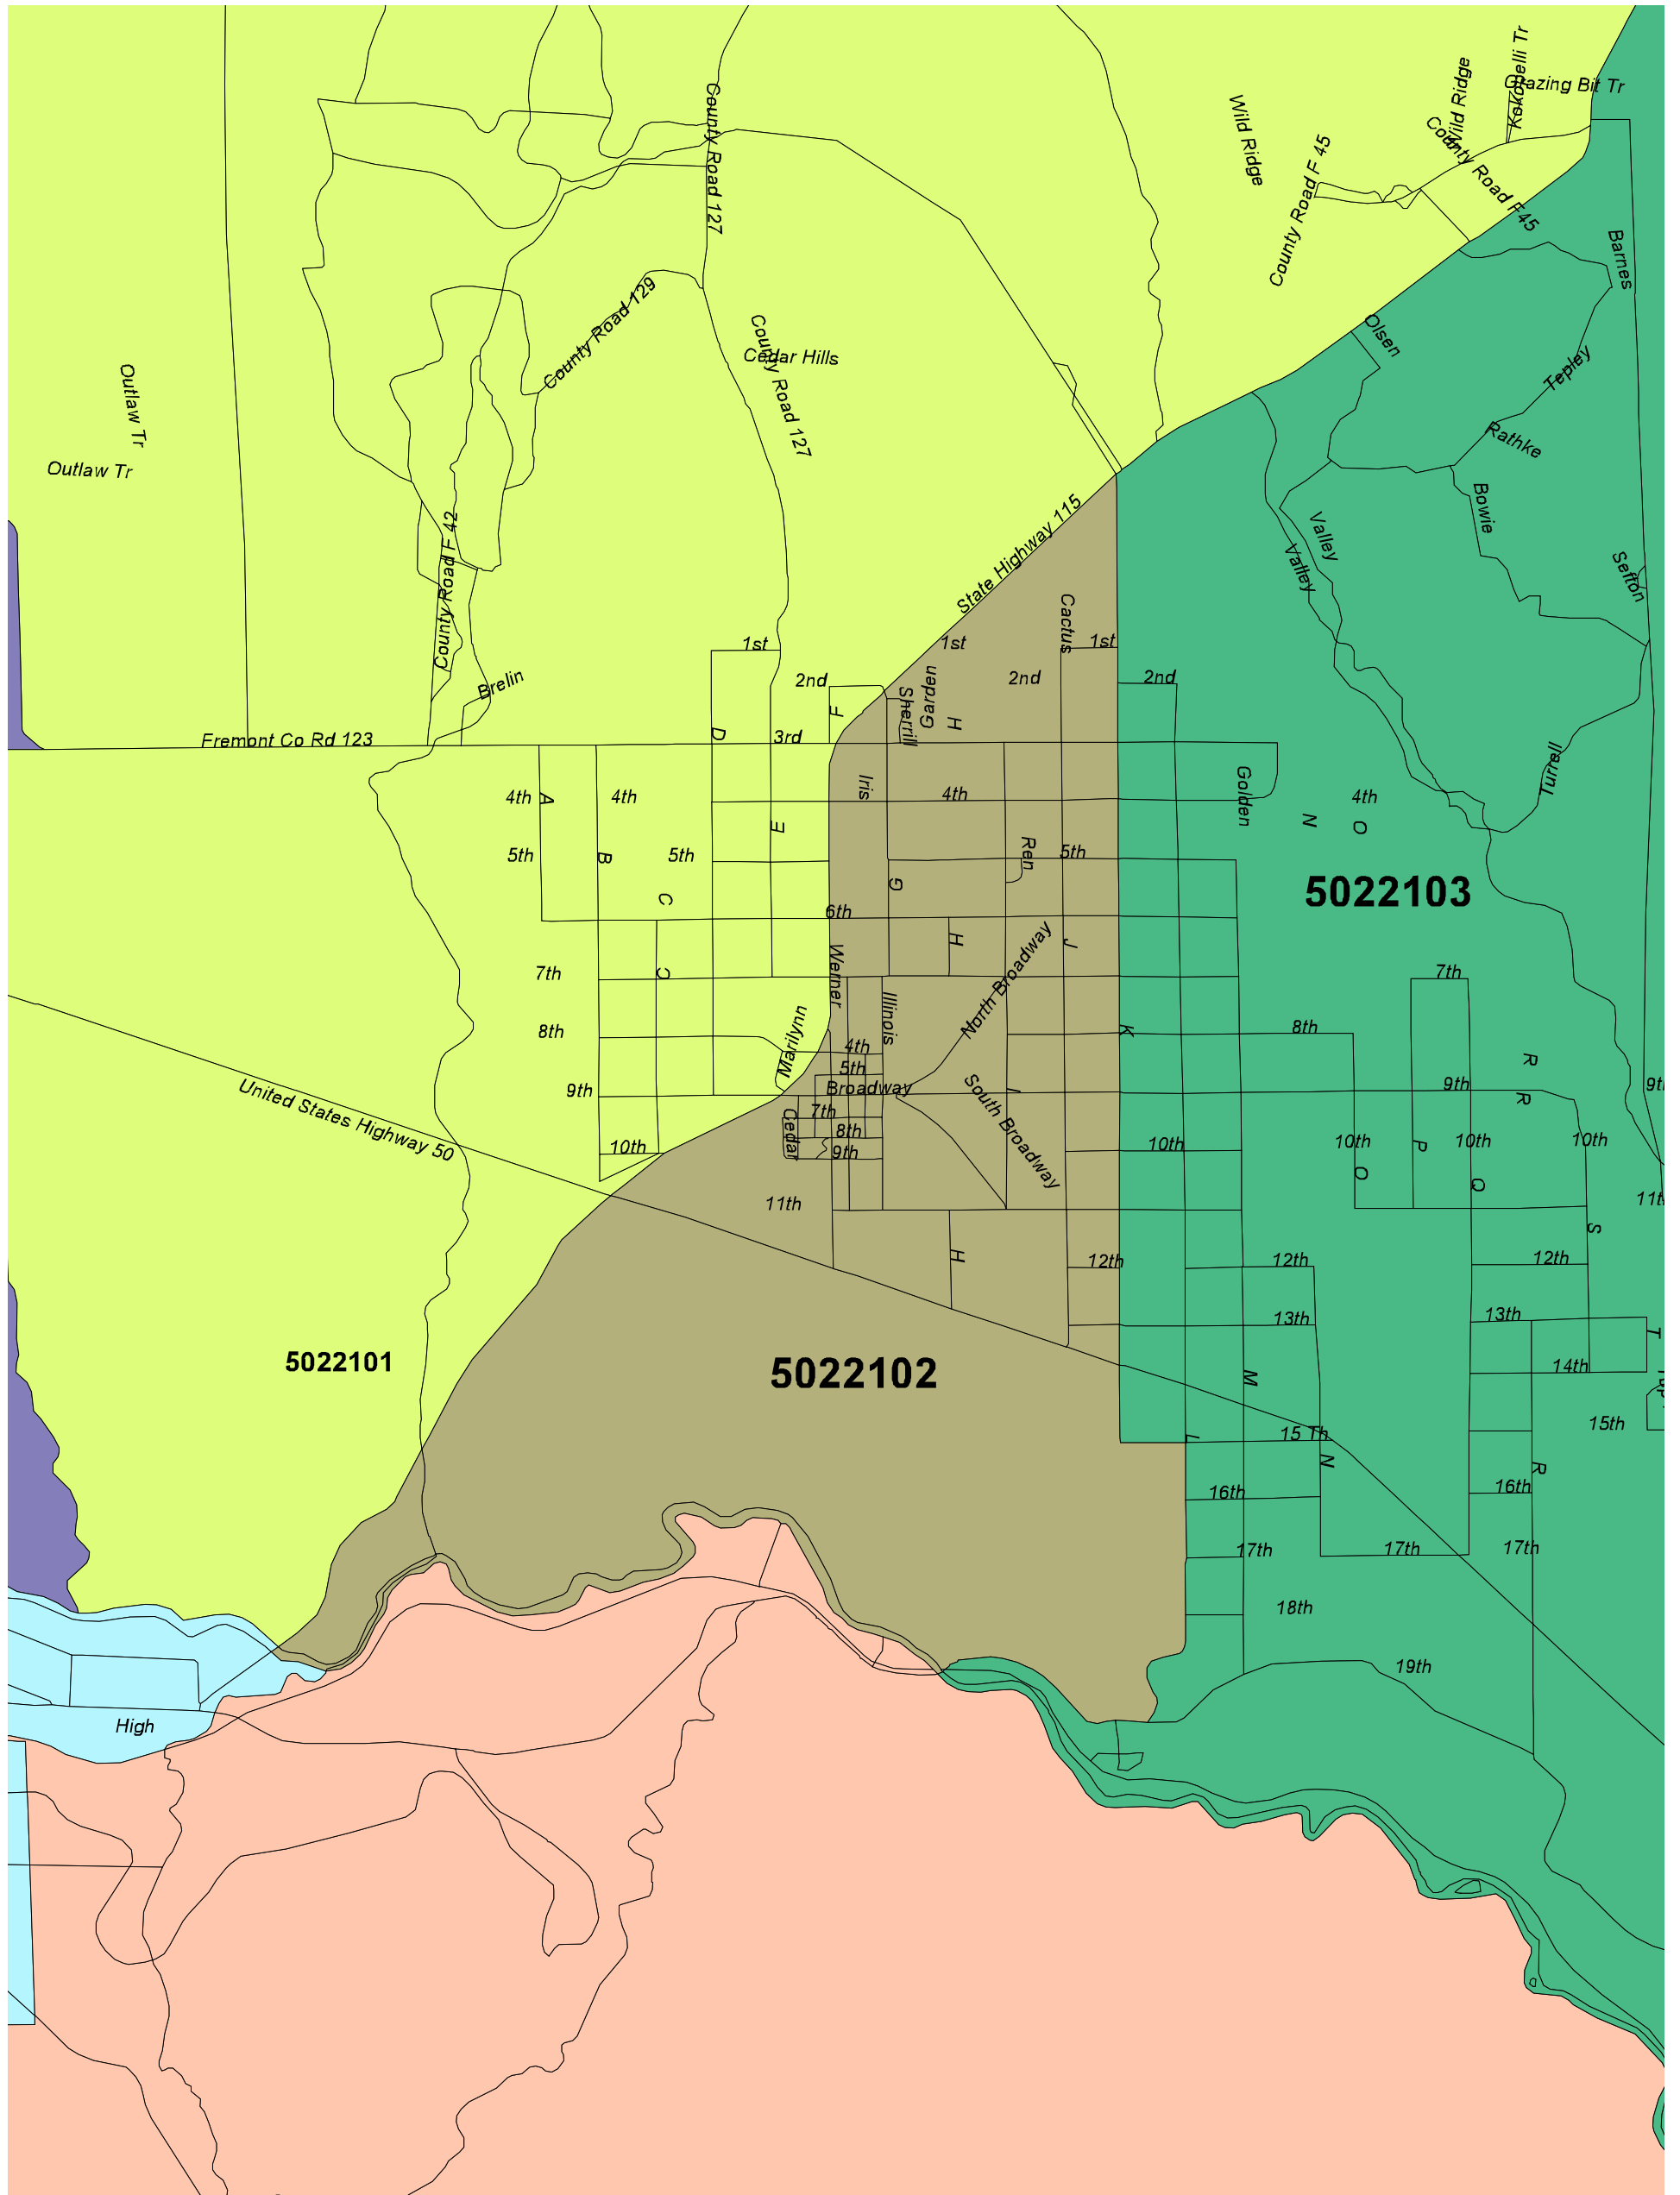 Kokopelli Tr
Grazing Bit Tr
Wild Ridge
Wild Ridge
County Road F45
County Road F 45
County Road 127
Barnes
County Road 129
Cedar Hills
County Road 127
Olsen
Tepley
Outlaw Tr
Outlaw Tr
Rathke
Bowie
State Highway 115
Valley
Valley
Sefton
County Road F 42
Cactus
1st
1st
1st
Brelin
2nd
2nd
2nd
Sherrill
Garden
H
F
D
3rd
Fremont Co Rd 123
Turrell
4th
A
4th
Iris
4th
Golden
4th
N
O
E
5th
B
5th
Ren
5th
5022103
C
G
6th
H
J
7th
C
Werner
North Broadway
7th
Illinois
8th
Marilynn
K
8th
4th
5th
R
United States Highway 50
9th
Broadway
I
South Broadway
9th
R
7th
Cedar
8th
9th
10th
10th
10th
P
10th
10th
O
Q
11th
S
H
12th
12th
12th
13th
13th
T
5022101
5022102
M
14th
15th
L
15 Th
N
R
16th
16th
17th
17th
17th
18th
19th
High